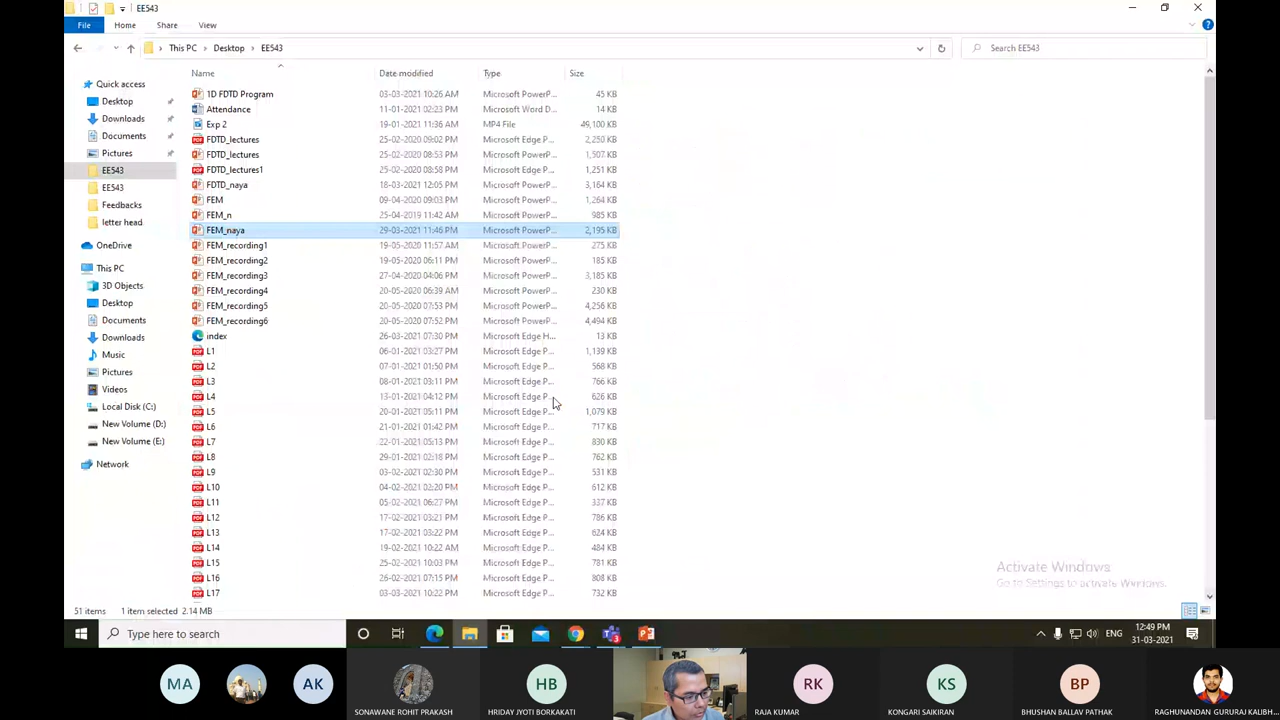 EE543
File Home Share View
This PC Desktop EE543 Search EE543
Name Date modified Type Size
Quick access
Desktop
Downloads
Documents
Pictures
EE543
EE543
Feedbacks
letter head
OneDrive
This PC
3D Objects
Desktop
Documents
Downloads
Music
Pictures
Videos
Local Disk (C:)
New Volume (D:)
New Volume (E:)
Network
1D FDTD Program 03-03-2021 10:26 AM Microsoft PowerP... 45 KB
Attendance 11-01-2021 02:23 PM Microsoft Word D... 14 KB
Exp 2 19-01-2021 11:36 AM MP4 File 49,100 KB
FDTD_lectures 25-02-2020 09:02 PM Microsoft Edge P... 2,250 KB
FDTD_lectures 25-02-2020 08:53 PM Microsoft PowerP... 1,507 KB
FDTD_lectures1 25-02-2020 08:58 PM Microsoft Edge P... 1,251 KB
FDTD_naya 18-03-2021 12:05 PM Microsoft PowerP... 3,164 KB
FEM 09-04-2020 09:03 PM Microsoft PowerP... 1,264 KB
FEM_n 25-04-2019 11:42 AM Microsoft PowerP... 985 KB
FEM_naya 29-03-2021 11:46 PM Microsoft PowerP... 2,195 KB
FEM_recording1 19-05-2020 11:57 AM Microsoft PowerP... 275 KB
FEM_recording2 19-05-2020 06:11 PM Microsoft PowerP... 185 KB
FEM_recording3 27-04-2020 04:06 PM Microsoft PowerP... 3,185 KB
FEM_recording4 20-05-2020 06:39 AM Microsoft PowerP... 230 KB
FEM_recording5 20-05-2020 07:53 PM Microsoft PowerP... 4,256 KB
FEM_recording6 20-05-2020 07:52 PM Microsoft PowerP... 4,494 KB
index 26-03-2021 07:30 PM Microsoft Edge H... 13 KB
L1 06-01-2021 03:27 PM Microsoft Edge P... 1,139 KB
L2 07-01-2021 01:50 PM Microsoft Edge P... 568 KB
L3 08-01-2021 03:11 PM Microsoft Edge P... 766 KB
L4 13-01-2021 04:12 PM Microsoft Edge P... 626 KB
L5 20-01-2021 05:11 PM Microsoft Edge P... 1,079 KB
L6 21-01-2021 01:42 PM Microsoft Edge P... 717 KB
L7 22-01-2021 05:13 PM Microsoft Edge P... 830 KB
L8 29-01-2021 02:18 PM Microsoft Edge P... 762 KB
L9 03-02-2021 02:30 PM Microsoft Edge P... 531 KB
L10 04-02-2021 02:20 PM Microsoft Edge P... 612 KB
L11 05-02-2021 06:27 PM Microsoft Edge P... 337 KB
L12 17-02-2021 03:21 PM Microsoft Edge P... 786 KB
L13 17-02-2021 03:22 PM Microsoft Edge P... 624 KB
L14 19-02-2021 10:22 AM Microsoft Edge P... 484 KB
L15 25-02-2021 10:03 PM Microsoft Edge P... 781 KB
L16 26-02-2021 07:15 PM Microsoft Edge P... 808 KB
L17 03-03-2021 10:22 PM Microsoft Edge P... 732 KB
Activate Windows
Go to Settings to activate Windows.
51 items 1 item selected 2.14 MB
Type here to search
ENG 12:49 PM
31-03-2021
MA AK HB RK KS BP
SONAWANE ROHIT PRAKASH HRIDAY JYOTI BORKAKATI RAJA KUMAR KONGARI SAIKIRAN BHUSHAN BALLAV PATHAK RAGHUNANDAN GURURAJ KALIBH...